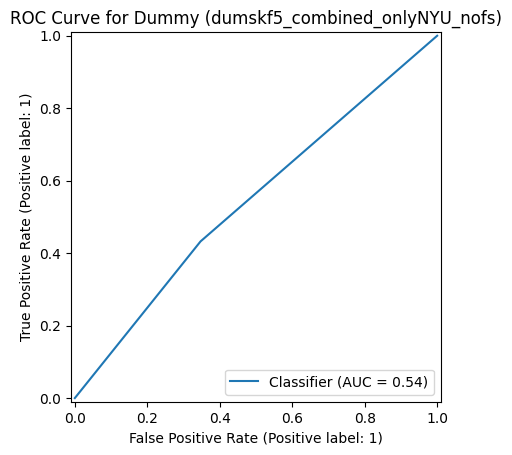 ROC Curve for Dummy (dumskf5_combined_onlyNYU_nofs)
1.0
0.8
0.6
0.4
0.2
0.0
True Positive Rate (Positive label: 1)
Classifier (AUC = 0.54)
0.0 0.2 0.4 0.6 0.8 1.0
False Positive Rate (Positive label: 1)